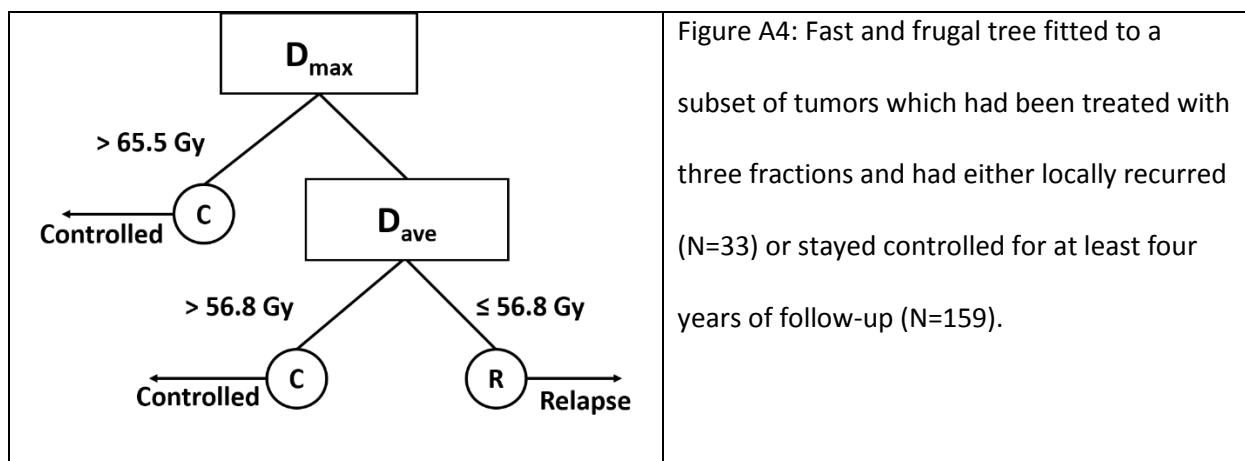 D_max
> 65.5 Gy
C
Controlled
D_ave
> 56.8 Gy
≤ 56.8 Gy
C
R
Controlled
Relapse
Figure A4: Fast and frugal tree fitted to a
subset of tumors which had been treated with
three fractions and had either locally recurred
(N=33) or stayed controlled for at least four
years of follow-up (N=159).